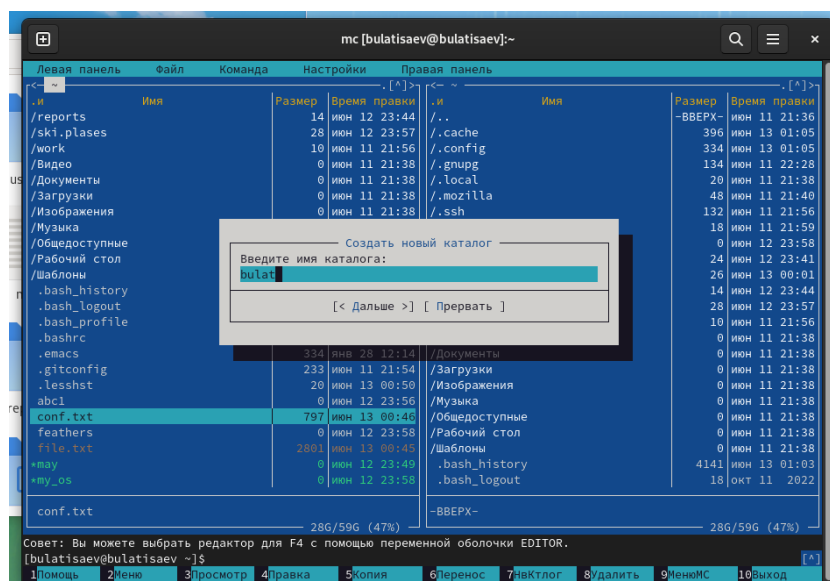 mc [bulatisaev@bulatisaev]:~
Левая панель Файл Команда Настройки Правая панель
<— ~ .[^]> <— ~ .[^]>
.и Имя Размер Время правки .и Имя Размер Время правки
/reports 14 июн 12 23:44 /.. -ВВЕРХ- июн 11 21:36
/ski.plases 28 июн 12 23:57 /.cache 396 июн 13 01:05
/work 10 июн 11 21:56 /.config 334 июн 13 01:05
/Видео 0 июн 11 21:38 /.gnupg 134 июн 11 22:28
/Документы 0 июн 11 21:38 /.local 20 июн 11 21:38
/Загрузки 0 июн 11 21:38 /.mozilla 48 июн 11 21:40
/Изображения 0 июн 11 21:38 /.ssh 132 июн 11 21:56
/Музыка 18 июн 11 21:59
/Общедоступные 0 июн 12 23:58
/Рабочий стол 24 июн 12 23:41
/Шаблоны 26 июн 13 00:01
.bash_history 14 июн 12 23:44
.bash_logout 28 июн 12 23:57
.bash_profile 10 июн 11 21:56
.bashrc 0 июн 11 21:38
Создать новый каталог
Введите имя каталога:
bulat
[< Дальше >] [ Прервать ]
.emacs 334 янв 28 12:14 /Документы 0 июн 11 21:38
.gitconfig 233 июн 11 21:54 /Загрузки 0 июн 11 21:38
.lesshst 20 июн 13 00:50 /Изображения 0 июн 11 21:38
abc1 0 июн 12 23:56 /Музыка 0 июн 11 21:38
conf.txt 797 июн 13 00:46 /Общедоступные 0 июн 11 21:38
feathers 0 июн 12 23:58 /Рабочий стол 0 июн 11 21:38
file.txt 2801 июн 13 00:45 /Шаблоны 0 июн 11 21:38
*may 0 июн 12 23:49 .bash_history 4141 июн 13 01:03
*my_os 0 июн 12 23:58 .bash_logout 18 окт 11 2022
conf.txt -ВВЕРХ-
28G/59G (47%) 28G/59G (47%)
Совет: Вы можете выбрать редактор для F4 с помощью переменной оболочки EDITOR.
[bulatisaev@bulatisaev ~]$ [^]
1Помощь 2Меню 3Просмотр 4Правка 5Копия 6Перенос 7НвКтлог 8Удалить 9МенюMC 10Выход